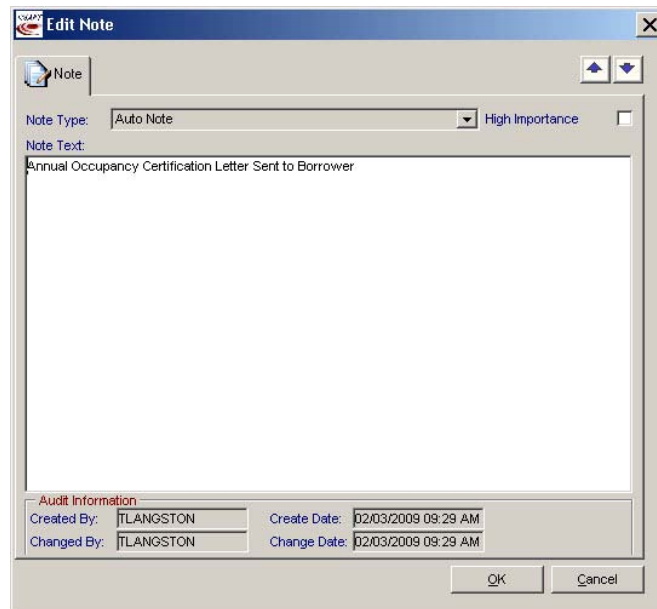 Edit Note
Note
Note Type: Auto Note High Importance
Note Text:
Annual Occupancy Certification Letter Sent to Borrower
Audit Information
Created By: TLANGSTON Create Date: 02/03/2009 09:29 AM
Changed By: TLANGSTON Change Date: 02/03/2009 09:29 AM
OK Cancel